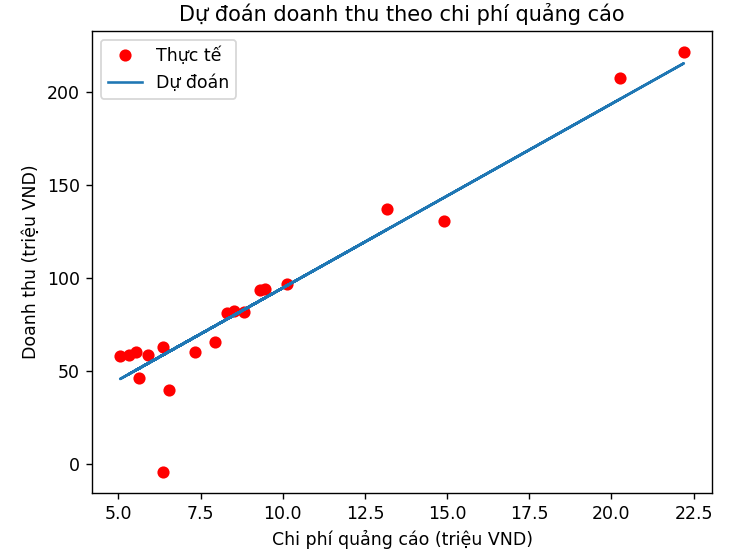 Dự đoán doanh thu theo chi phí quảng cáo
Thực tế
Dự đoán
200
150
100
50
0
Doanh thu (triệu VND)
5.0 7.5 10.0 12.5 15.0 17.5 20.0 22.5
Chi phí quảng cáo (triệu VND)